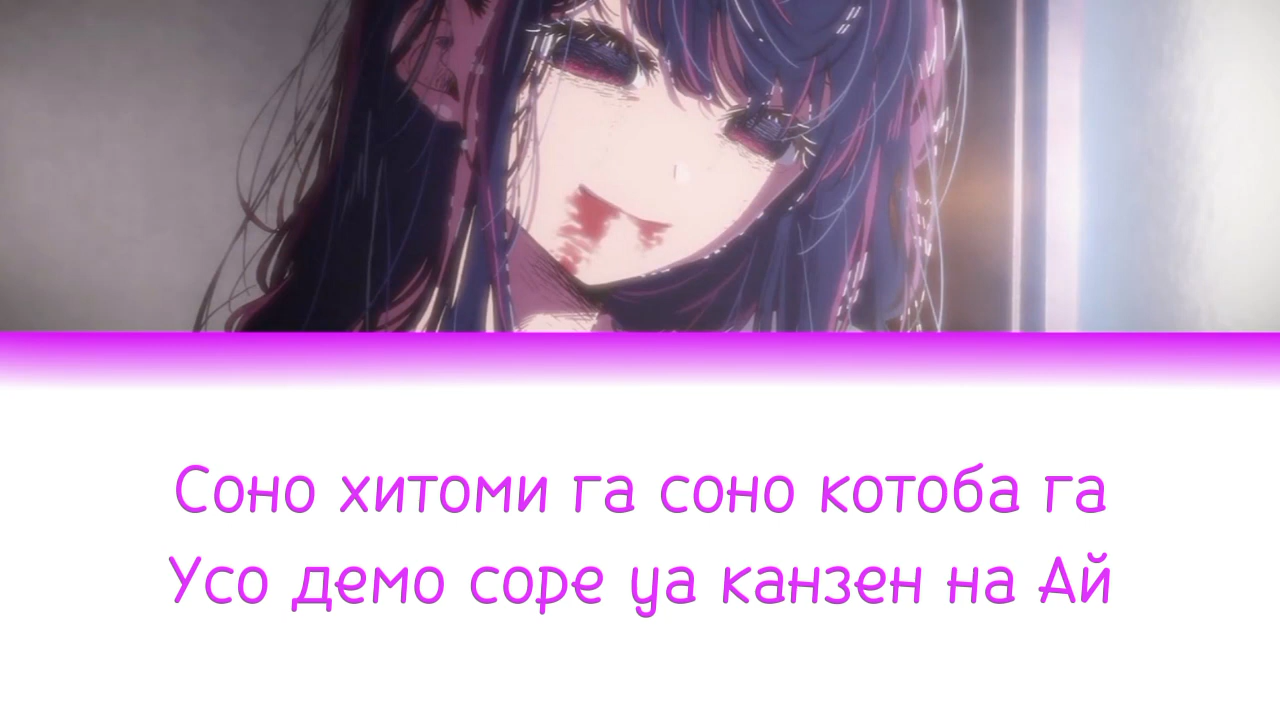 Соно хитоми га соно котоба га
Усо демо соре уа канзен на Ай